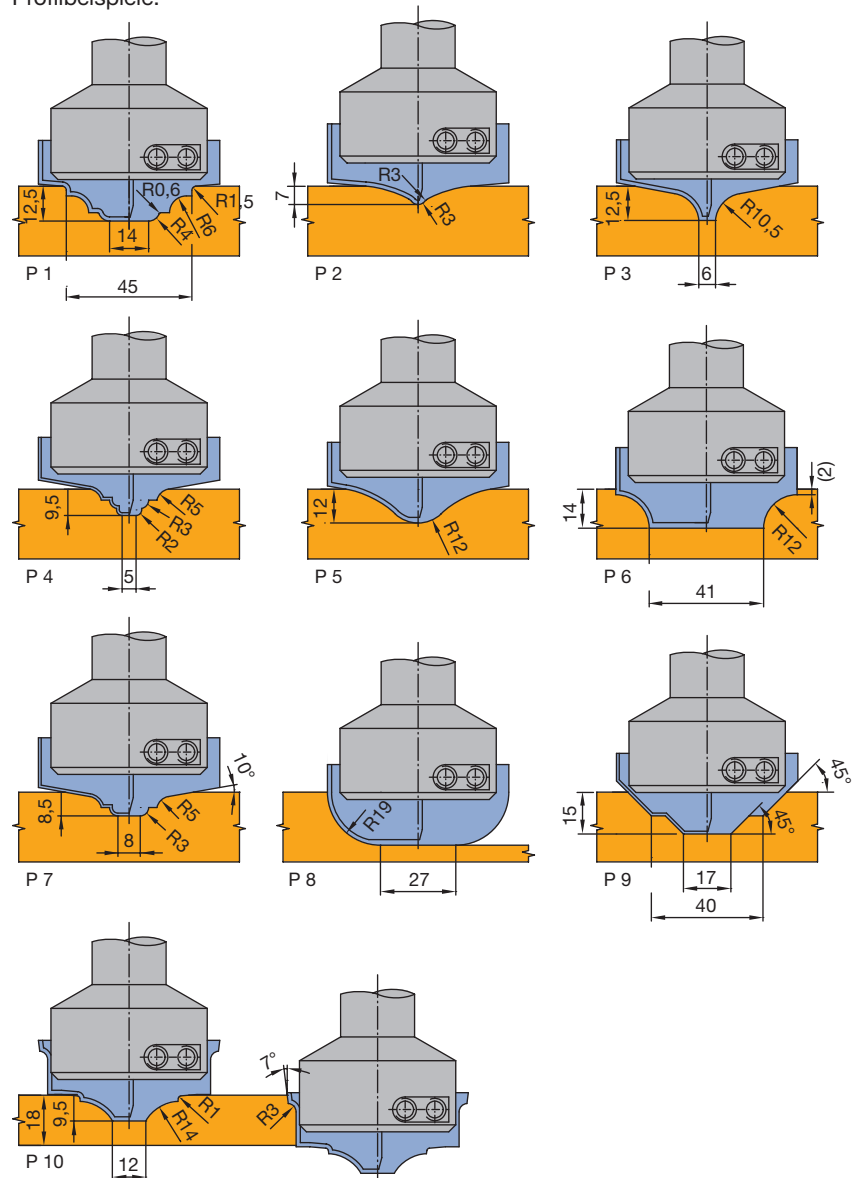 Profilbeispiele:
12,5
R0,6
R1,5
R6
R4
14
45
P 1
7
R3
R3
P 2
12,5
R10,5
6
P 3
9,5
R5
R3
R2
5
P 4
12
R12
P 5
14
(2)
R12
41
P 6
8,5
10°
R5
R3
8
P 7
R19
27
P 8
15
45°
45°
17
40
P 9
18
9,5
R1
R14
12
P 10
7°
R3